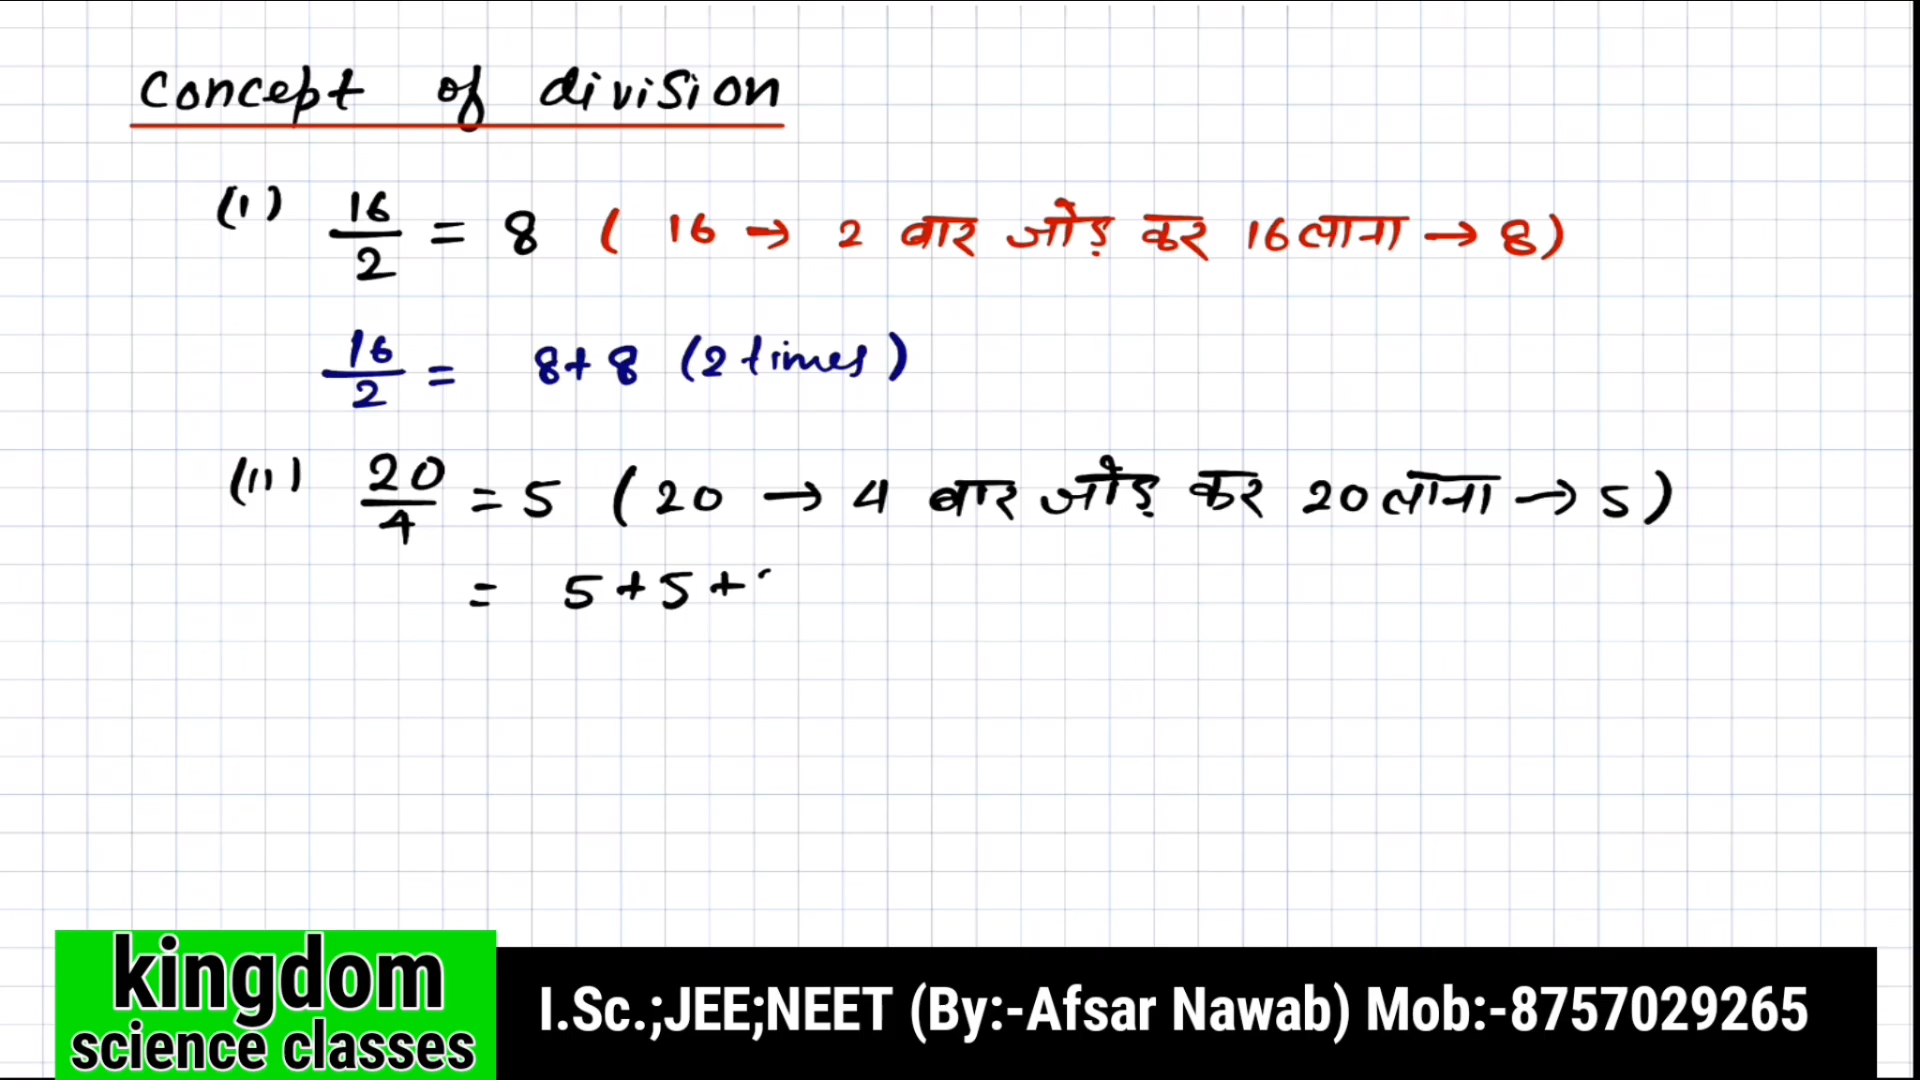 Concept of division
(i) 16/2 = 8 ( 16 → 2 बार जोड़ कर 16 लाना → 8)
16/2 = 8+8 (2 times)
(ii) 20/4 = 5 (20 → 4 बार जोड़ कर 20 लाना → 5)
= 5+5+
kingdom
science classes
I.Sc.;JEE;NEET (By:-Afsar Nawab) Mob:-8757029265